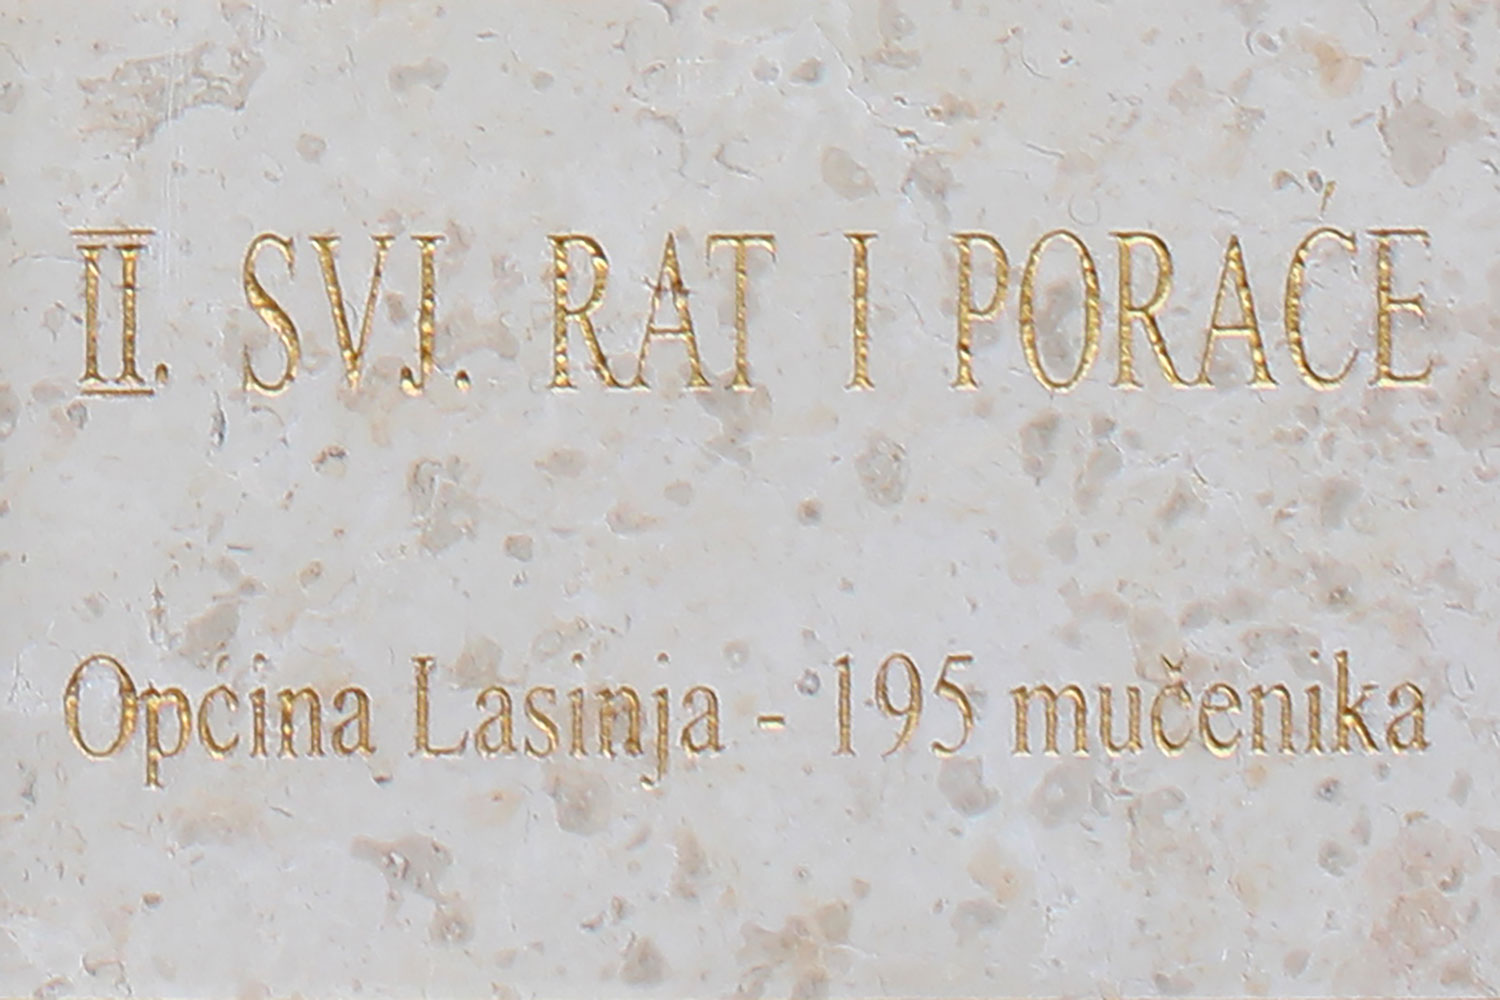 II. SVJ. RAT I PORAĆE
Općina Lasinja - 195 mučenika